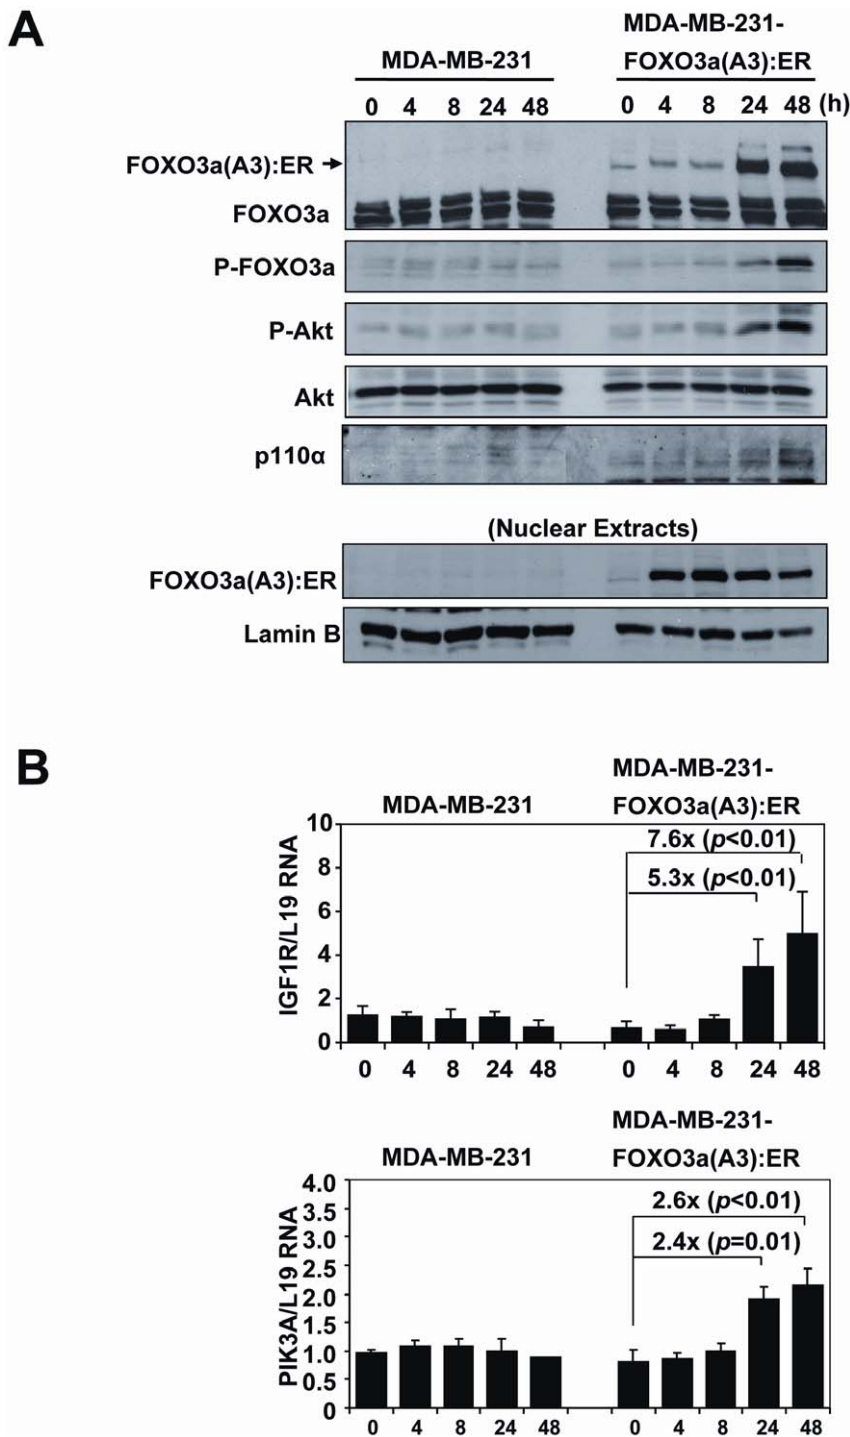 A
MDA-MB-231
MDA-MB-231-
FOXO3a(A3):ER
0 4 8 24 48 0 4 8 24 48 (h)
FOXO3a(A3):ER
FOXO3a
P-FOXO3a
P-Akt
Akt
p110α
(Nuclear Extracts)
FOXO3a(A3):ER
Lamin B
B
MDA-MB-231
MDA-MB-231-
FOXO3a(A3):ER
IGF1R/L19 RNA
10
8
6
4
2
0
7.6x (p<0.01)
5.3x (p<0.01)
0 4 8 24 48 0 4 8 24 48
MDA-MB-231
MDA-MB-231-
FOXO3a(A3):ER
PIK3A/L19 RNA
4.0
3.5
3.0
2.5
2.0
1.5
1.0
0.5
0
2.6x (p<0.01)
2.4x (p=0.01)
0 4 8 24 48 0 4 8 24 48